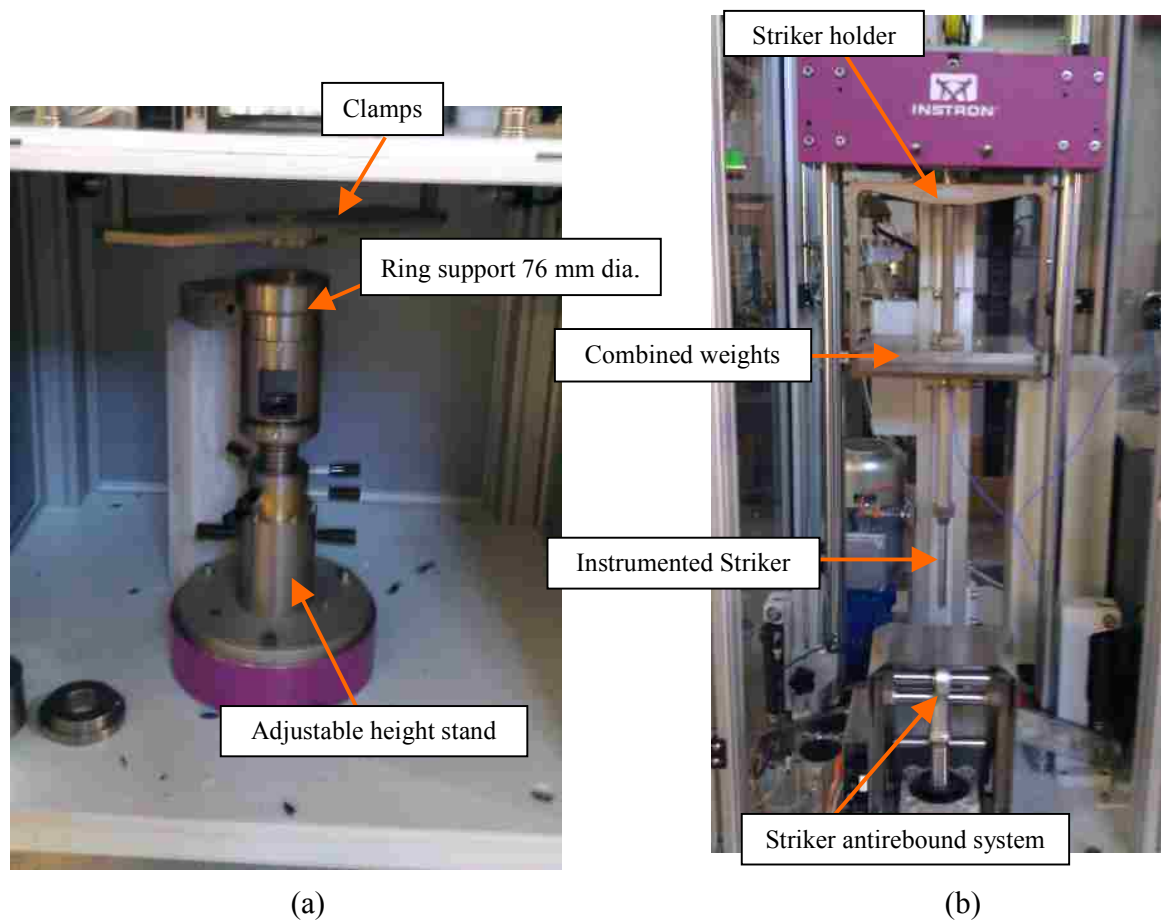 Clamps
Ring support 76 mm dia.
Adjustable height stand
(a)
Striker holder
INSTRON
Combined weights
Instrumented Striker
Striker antirebound system
(b)